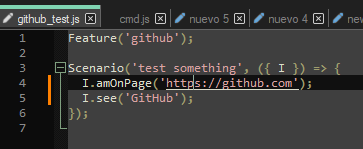 github_test.js cmd.js nuevo 5 nuevo 4 nuevo
1 Feature('github');
2
3 Scenario('test something', ({ I }) => {
4 I.amOnPage('https://github.com');
5 I.see('GitHub');
6 });
7